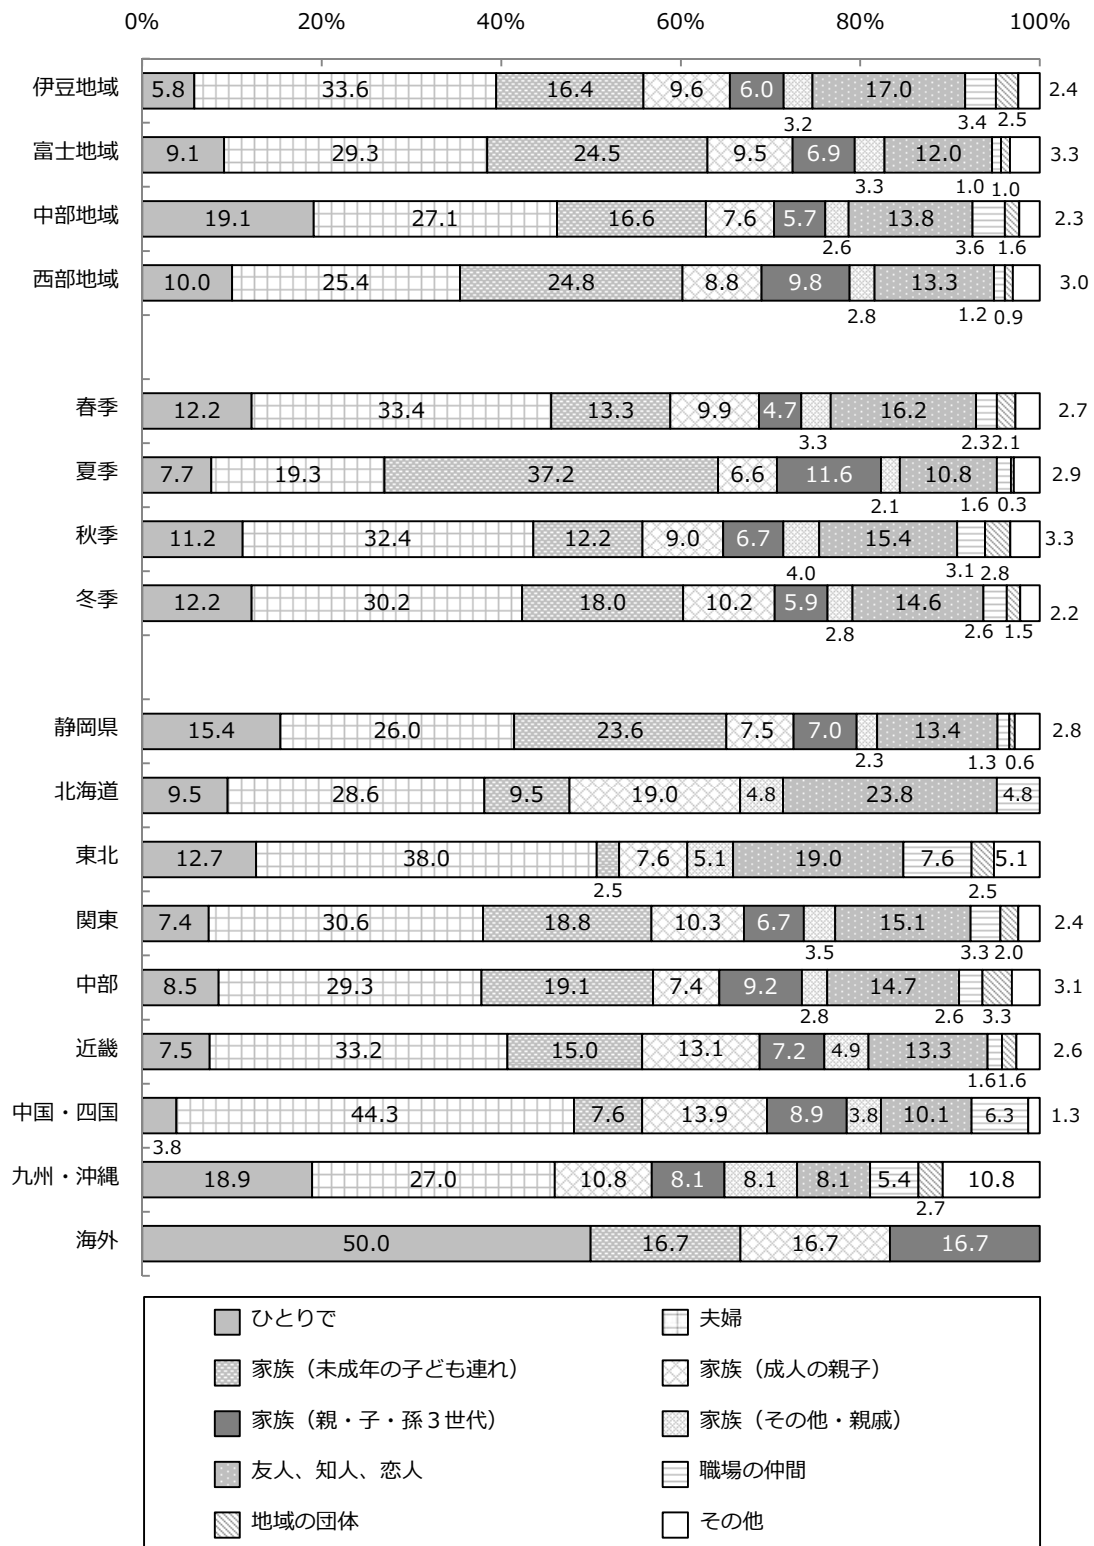 0% 20% 40% 60% 80% 100%
伊豆地域 5.8 33.6 16.4 9.6 6.0 17.0 2.4
3.2 3.4 2.5
富士地域 9.1 29.3 24.5 9.5 6.9 12.0 3.3
3.3 1.0 1.0
中部地域 19.1 27.1 16.6 7.6 5.7 13.8 2.3
2.6 3.6 1.6
西部地域 10.0 25.4 24.8 8.8 9.8 13.3 3.0
2.8 1.2 0.9
春季 12.2 33.4 13.3 9.9 4.7 16.2 2.7
3.3 2.3 2.1
夏季 7.7 19.3 37.2 6.6 11.6 10.8 2.9
2.1 1.6 0.3
秋季 11.2 32.4 12.2 9.0 6.7 15.4 3.3
4.0 3.1 2.8
冬季 12.2 30.2 18.0 10.2 5.9 14.6 2.2
2.8 2.6 1.5
静岡県 15.4 26.0 23.6 7.5 7.0 13.4 2.8
2.3 1.3 0.6
北海道 9.5 28.6 9.5 19.0 4.8 23.8 4.8
東北 12.7 38.0 7.6 5.1 19.0 7.6 5.1
2.5 2.5
関東 7.4 30.6 18.8 10.3 6.7 15.1 2.4
3.5 3.3 2.0
中部 8.5 29.3 19.1 7.4 9.2 14.7 3.1
2.8 2.6 3.3
近畿 7.5 33.2 15.0 13.1 7.2 4.9 13.3 2.6
1.6 1.6
中国・四国 44.3 7.6 13.9 8.9 3.8 10.1 6.3 1.3
3.8
九州・沖縄 18.9 27.0 10.8 8.1 8.1 8.1 5.4 10.8
2.7
海外 50.0 16.7 16.7 16.7
ひとりで 夫婦
家族（未成年の子ども連れ） 家族（成人の親子）
家族（親・子・孫３世代） 家族（その他・親戚）
友人、知人、恋人 職場の仲間
地域の団体 その他